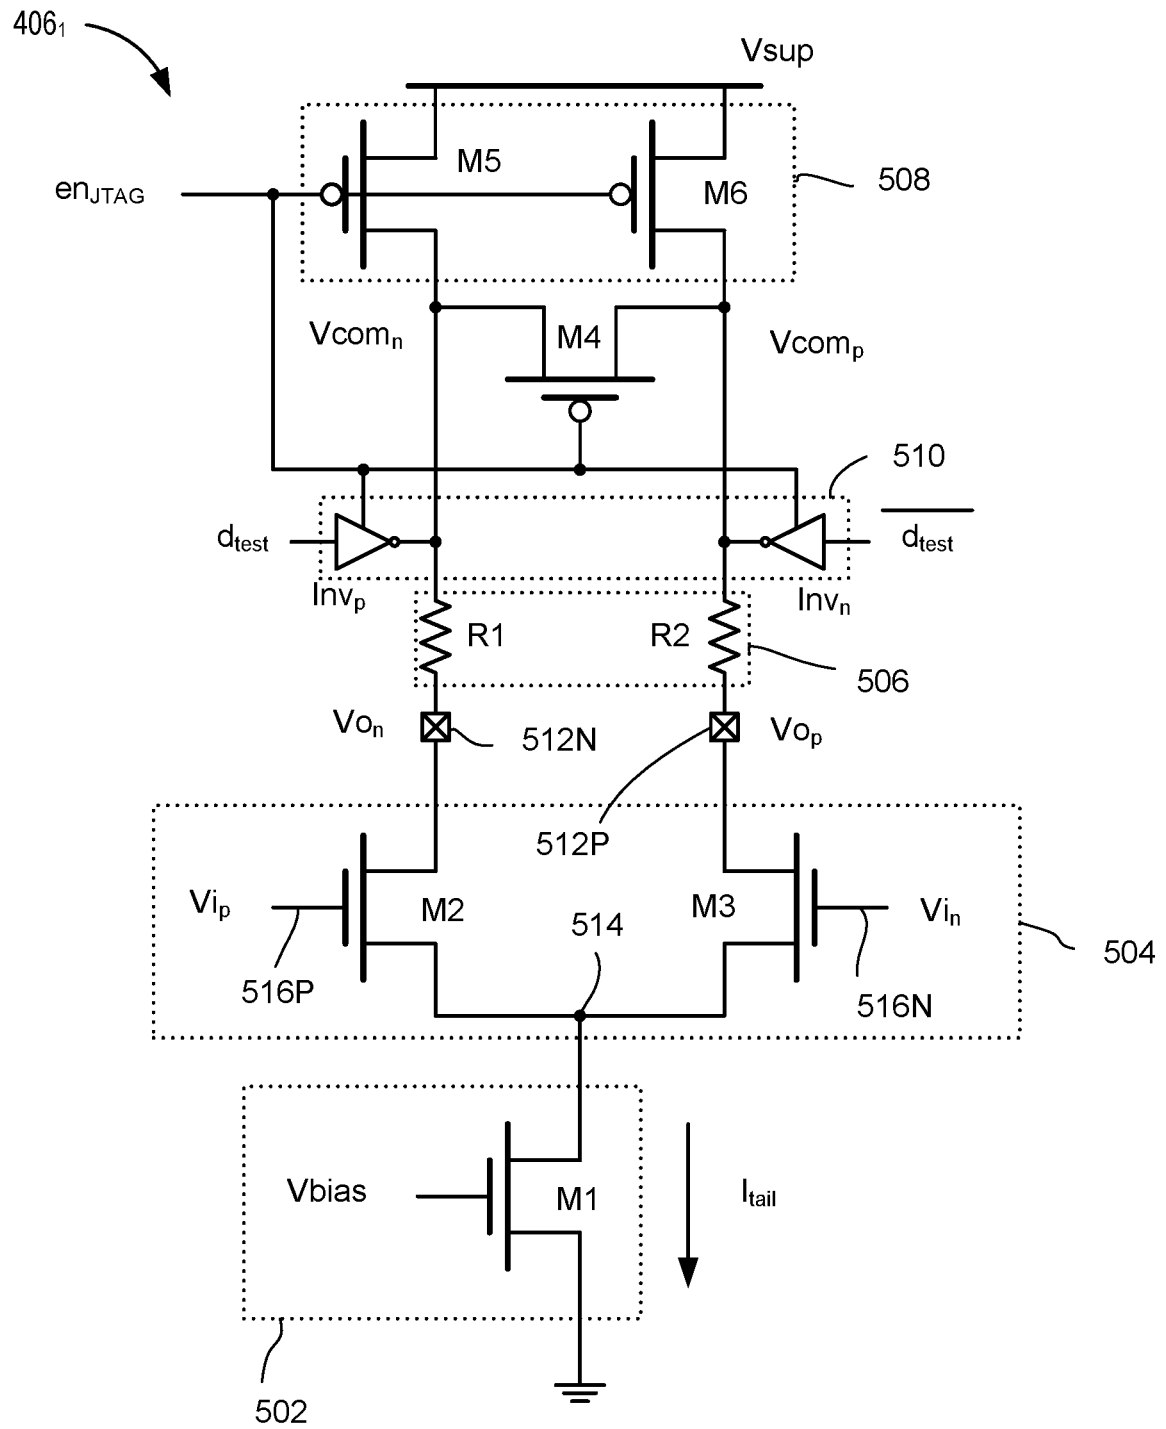 406₁
Vsup
M5
M6
508
en_JTAG
Vcom_n
M4
Vcom_p
510
d_test
d_test
Inv_p
Inv_n
R1
R2
506
Vo_n
512N
Vo_p
512P
Vi_p
M2
M3
Vi_n
514
504
516P
516N
Vbias
M1
I_tail
502